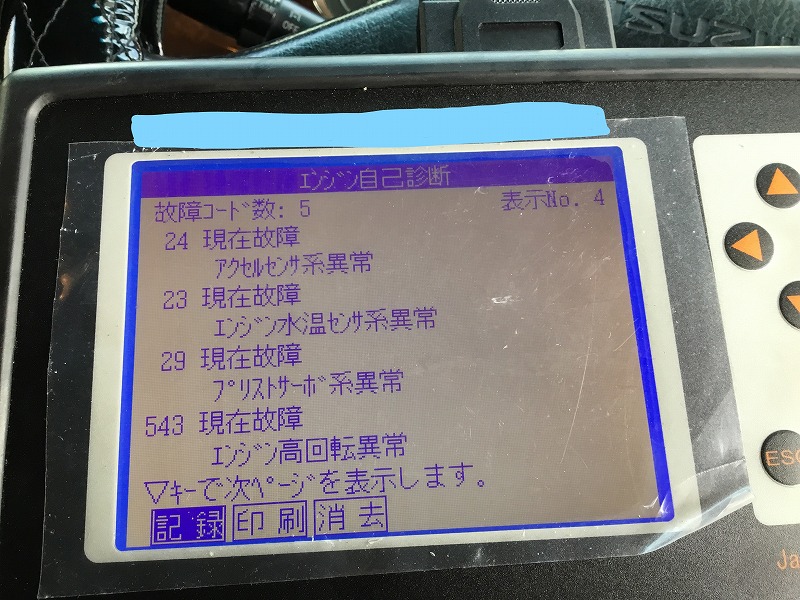 SUZU
OFF
エンジン自己診断
故障コード数: 5 表示No. 4
24 現在故障
アクセルセンサ系異常
23 現在故障
エンジン水温センサ系異常
29 現在故障
プリストサーボ系異常
543 現在故障
エンジン高回転異常
▽キーで次ページを表示します。
記録 印刷 消去
ESC
Ja